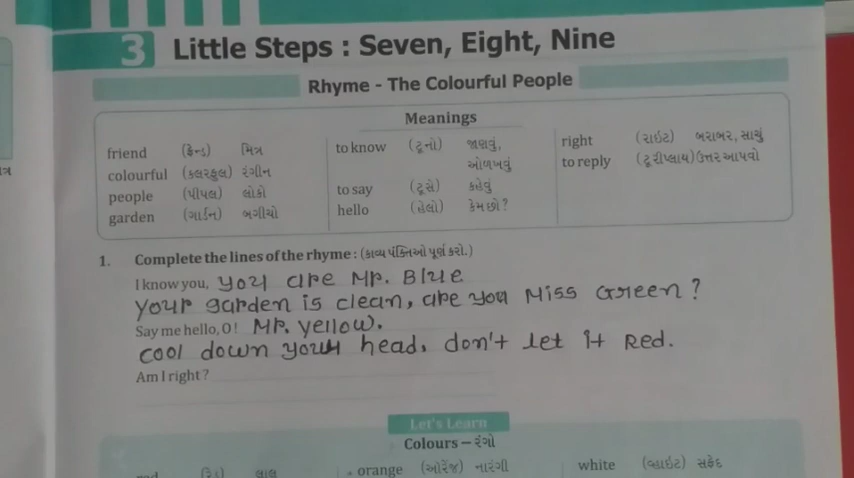 3 Little Steps : Seven, Eight, Nine
Rhyme - The Colourful People
Meanings
friend (ફ્રેન્ડ) મિત્ર
colourful (કલરફુલ) રંગીન
people (પીપલ) લોકો
garden (ગાર્ડન) બગીચો
to know (ટૂ નો) જાણવું,
ઓળખવું
to say (ટૂ સે) કહેવું
hello (હેલો) કેમ છો?
right (રાઇટ) બરાબર, સાચું
to reply (ટૂ રીપ્લાય) ઉત્તર આપવો
1. Complete the lines of the rhyme : (કાવ્ય પંક્તિઓ પૂર્ણ કરો.)
I know you, you are Mr. Blue
Your garden is clean, are you Miss Green ?
Say me hello, O! Mr. yellow.
cool down your head, don't let it Red.
Am I right ?
Let's Learn
Colours – રંગો
લાલ
orange (ઓરેંજ) નારંગી
white (વ્હાઇટ) સફેદ